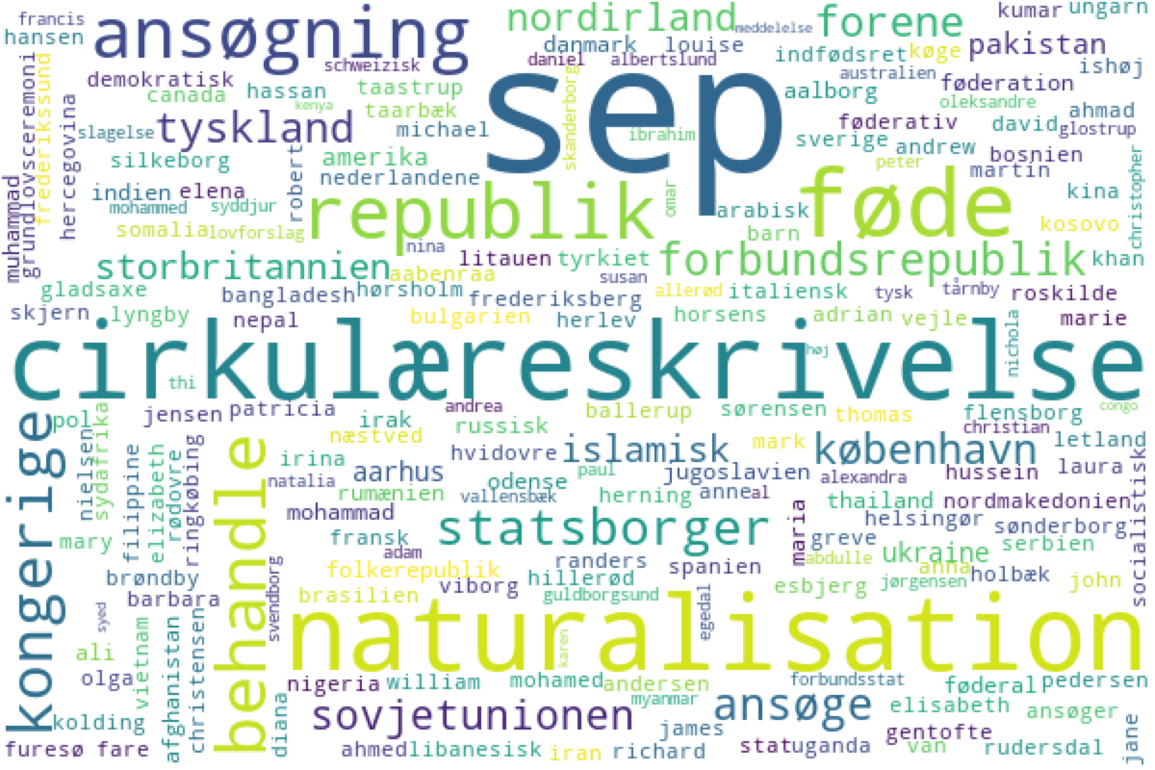 francis
hansen
ansøgning
nordirland
meddelelse
forene
kumar
ungarn
danmark
louise
indfødsret
køge
pakistan
demokratisk
schweizisk
daniel
albertslund
australien
føderation
ishøj
canada
hassan
kenya
taastrup
sep
aalborg
oleksandre
ahmad
slagelse
tyskland
taarbæk
michael
skanderborg
ibrahim
føderativ
david
glostrup
sverige
andrew
bosnien
silkeborg
robert
amerika
peter
martin
christopher
muhammad
grundlovsceremoni
frederikssund
hercegovina
indien
elena
nederlandene
omar
føde
kina
mohammed
syddjur
republik
arabisk
somalia
lovforslag
barn
kosovo
nina
storbritannien
aabenraa
litauen
tyrkiet
forbundsrepublik
khan
susan
gladsaxe
bangladesh
hørsholm
frederiksberg
allerød
italiensk
tysk
tårnby
roskilde
skjern
lyngby
nepal
bulgarien
herlev
horsens
adrian
vejle
marie
cirkulæreskrivelse
høj
nichola
thi
pol
jensen
patricia
andrea
ballerup
sørensen
thomas
flensborg
congo
irak
russisk
christian
kongerige
nielsen
sydafrika
filippine
elizabeth
rødovre
ringkøbing
behandle
næstved
hvidovre
islamisk
mark
københavn
letland
irina
aarhus
paul
jugoslavien
hussein
laura
natalia
odense
alexandra
socialistisk
rumænien
vallensbæk
herning
anne
al
thailand
nordmakedonien
mohammad
statsborger
maria
helsingør
sønderborg
mary
fransk
greve
serbien
adam
randers
abdulle
ukraine
brøndby
folkerepublik
hillerød
spanien
anna
holbæk
viborg
esbjerg
jørgensen
john
barbara
brasilien
guldborgsund
syed
svendborg
naturalisation
karen
egedal
ali
vietnam
afghanistan
christensen
olga
nigeria
william
mohamed
andersen
forbundsstat
føderal
pedersen
diana
myanmar
kolding
sovjetunionen
ansøge
elisabeth
ansøger
jane
james
gentofte
furesø
fare
ahmed
libanesisk
iran
richard
stat
uganda
van
rudersdal